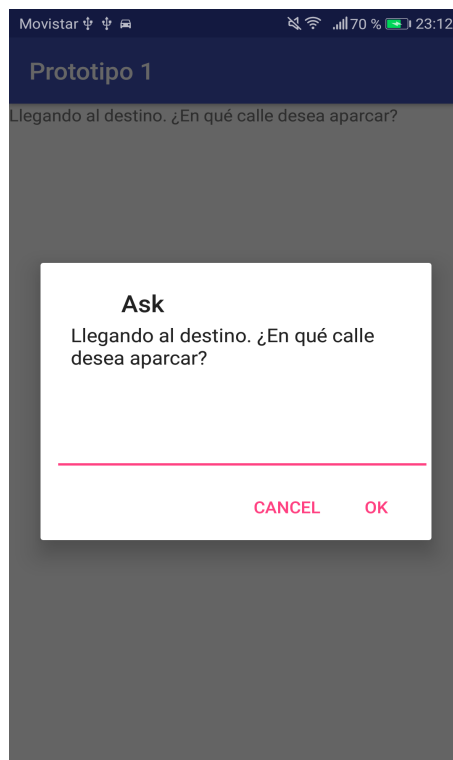 Movistar 70 % 23:12
Prototipo 1
Llegando al destino. ¿En qué calle desea aparcar?
Ask
Llegando al destino. ¿En qué calle
desea aparcar?
CANCEL OK